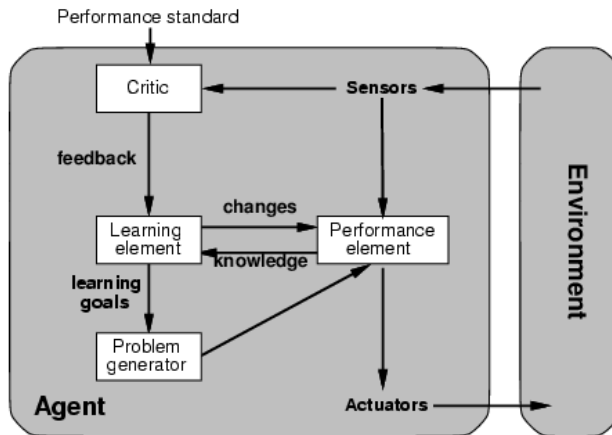 Performance standard
Critic
Sensors
feedback
changes
Learning
element
Performance
element
knowledge
learning
goals
Problem
generator
Agent
Actuators
Environment